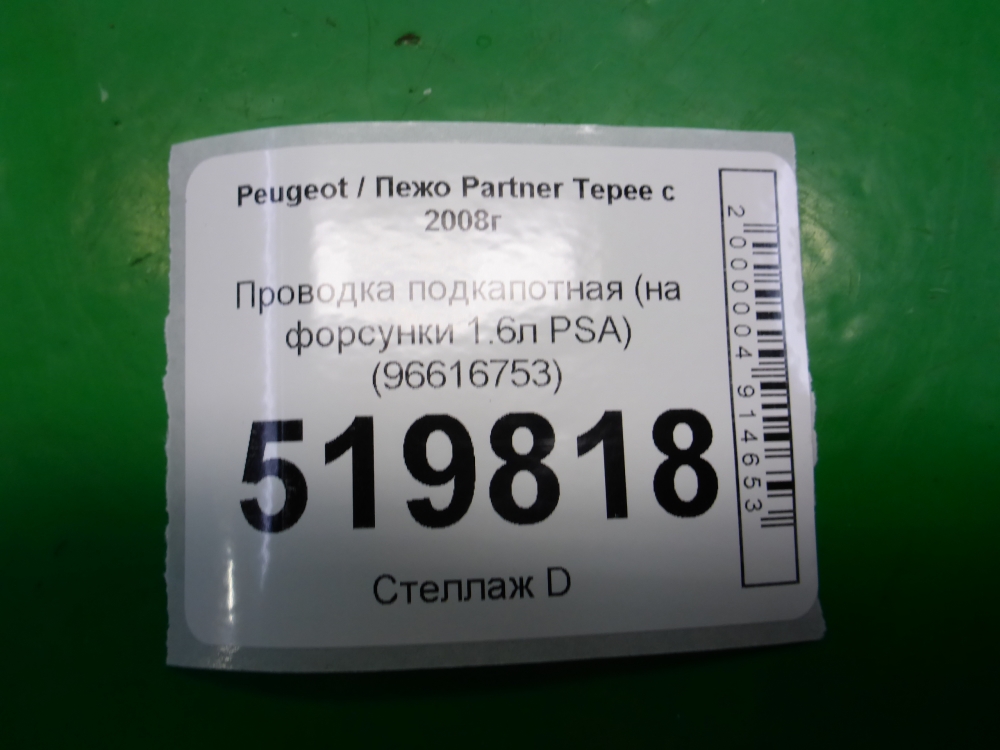 Peugeot / Пежо Partner Tepee с
2008г
Проводка подкапотная (на
форсунки 1.6л PSA)
(96616753)
519818
Стеллаж D
2000004914653